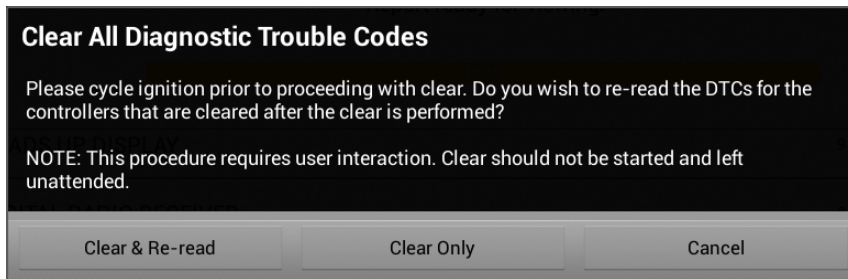 Clear All Diagnostic Trouble Codes
Please cycle ignition prior to proceeding with clear. Do you wish to re-read the DTCs for the
controllers that are cleared after the clear is performed?
NOTE: This procedure requires user interaction. Clear should not be started and left
unattended.
Clear & Re-read
Clear Only
Cancel